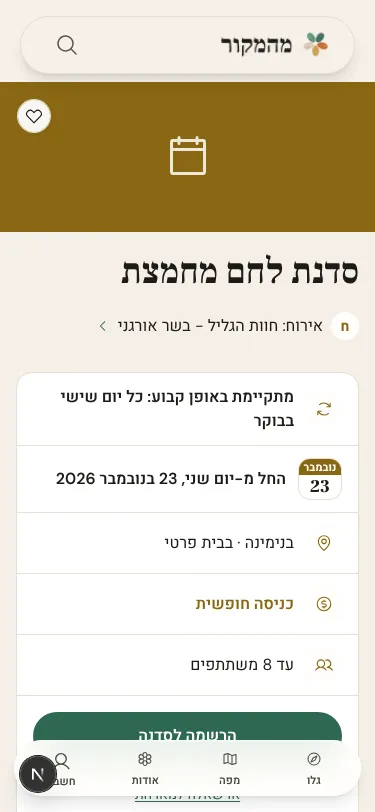 מהמקור
סדנת לחם מחמצת
ח
אירוח: חוות הגליל - בשר אורגני
מתקיימת באופן קבוע: כל יום שישי
בבוקר
נובמבר
23
החל מ-יום שני, 23 בנובמבר 2026
בנימינה · בבית פרטי
כניסה חופשית
עד 8 משתתפים
הרשמה לסדנה
גלו
מפה
אודות
חשב
N